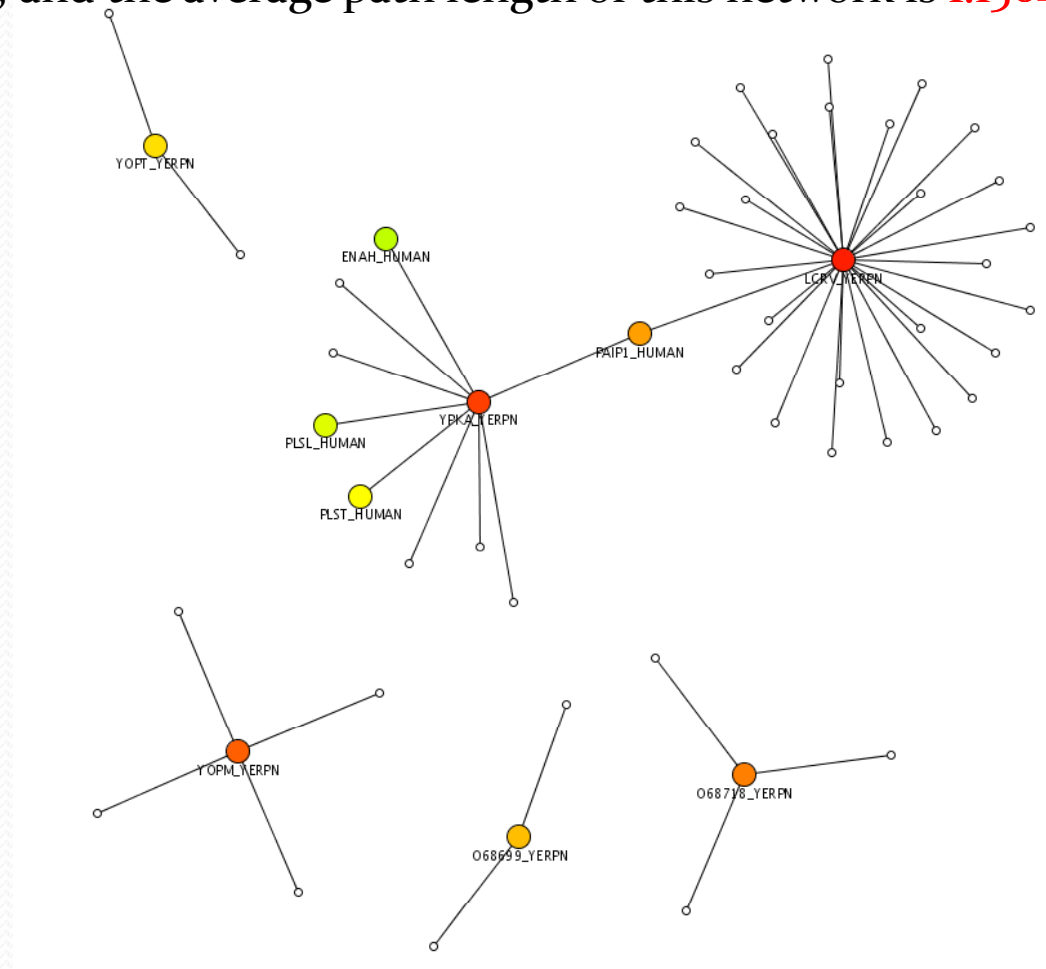 , and the average path length of this network is
YOPT_YERPN
ENAH_HUMAN
LCRV_YERPN
PAIP1_HUMAN
YPKA_YERPN
PLSL_HUMAN
PLST_HUMAN
YOPM_YERPN
O68718_YERPN
O68699_YERPN